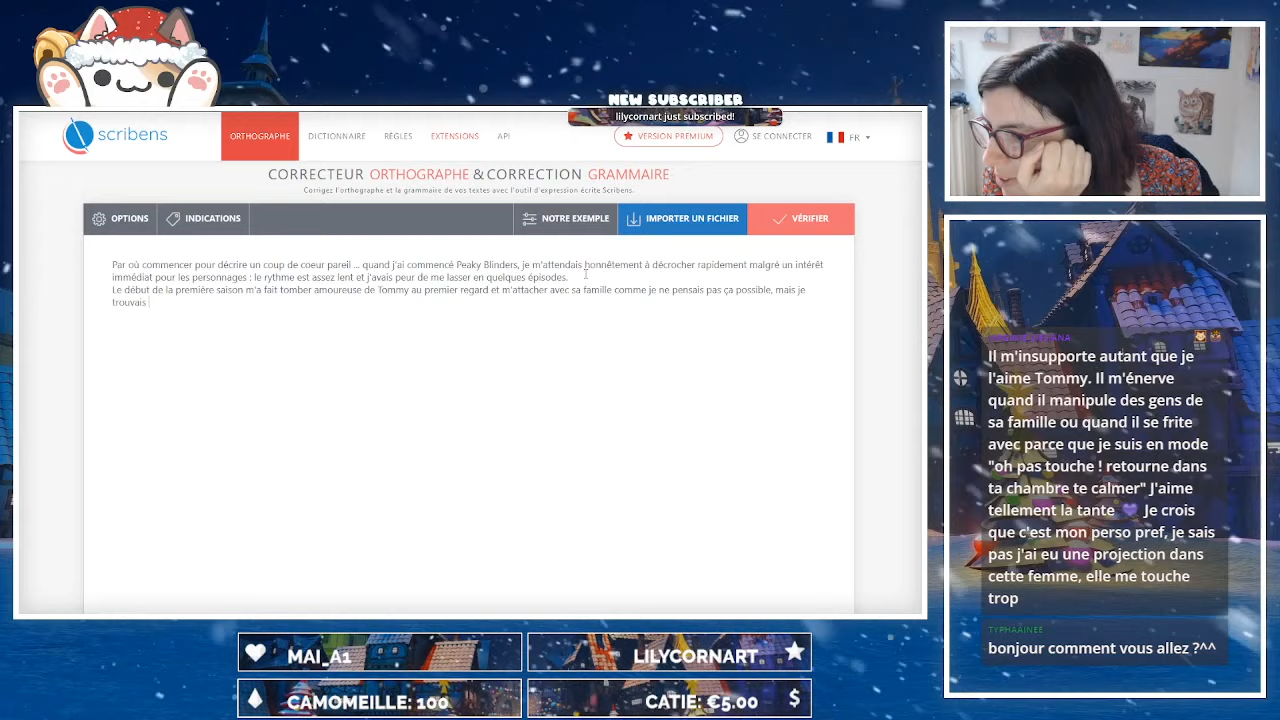 NEW SUBSCRIBER
lilycornart just subscribed!
scribens
ORTHOGRAPHE
DICTIONNAIRE
RÈGLES
EXTENSIONS
API
VERSION PREMIUM
SE CONNECTER
FR
CORRECTEUR ORTHOGRAPHE & CORRECTION GRAMMAIRE
Corrigez l'orthographe et la grammaire de vos textes avec l'outil d'expression écrite Scribens.
OPTIONS
INDICATIONS
NOTRE EXEMPLE
IMPORTER UN FICHIER
VÉRIFIER
Par où commencer pour décrire un coup de coeur pareil ... quand j'ai commencé Peaky Blinders, je m'attendais honnêtement à décrocher rapidement malgré un intérêt
immédiat pour les personnages : le rythme est assez lent et j'avais peur de me lasser en quelques épisodes.
Le début de la première saison m'a fait tomber amoureuse de Tommy au premier regard et m'attacher avec sa famille comme je ne pensais pas ça possible, mais je
trouvais
Il m'insupporte autant que je
l'aime Tommy. Il m'énerve
quand il manipule des gens de
sa famille ou quand il se frite
avec parce que je suis en mode
"oh pas touche ! retourne dans
ta chambre te calmer" J'aime
tellement la tante 💜 Je crois
que c'est mon perso pref, je sais
pas j'ai eu une projection dans
cette femme, elle me touche
trop
TYPHAAINEE
bonjour comment vous allez ?^^
MAI_A1
LILYCORNART
CAMOMEILLE: 100
CATIE: €5.00